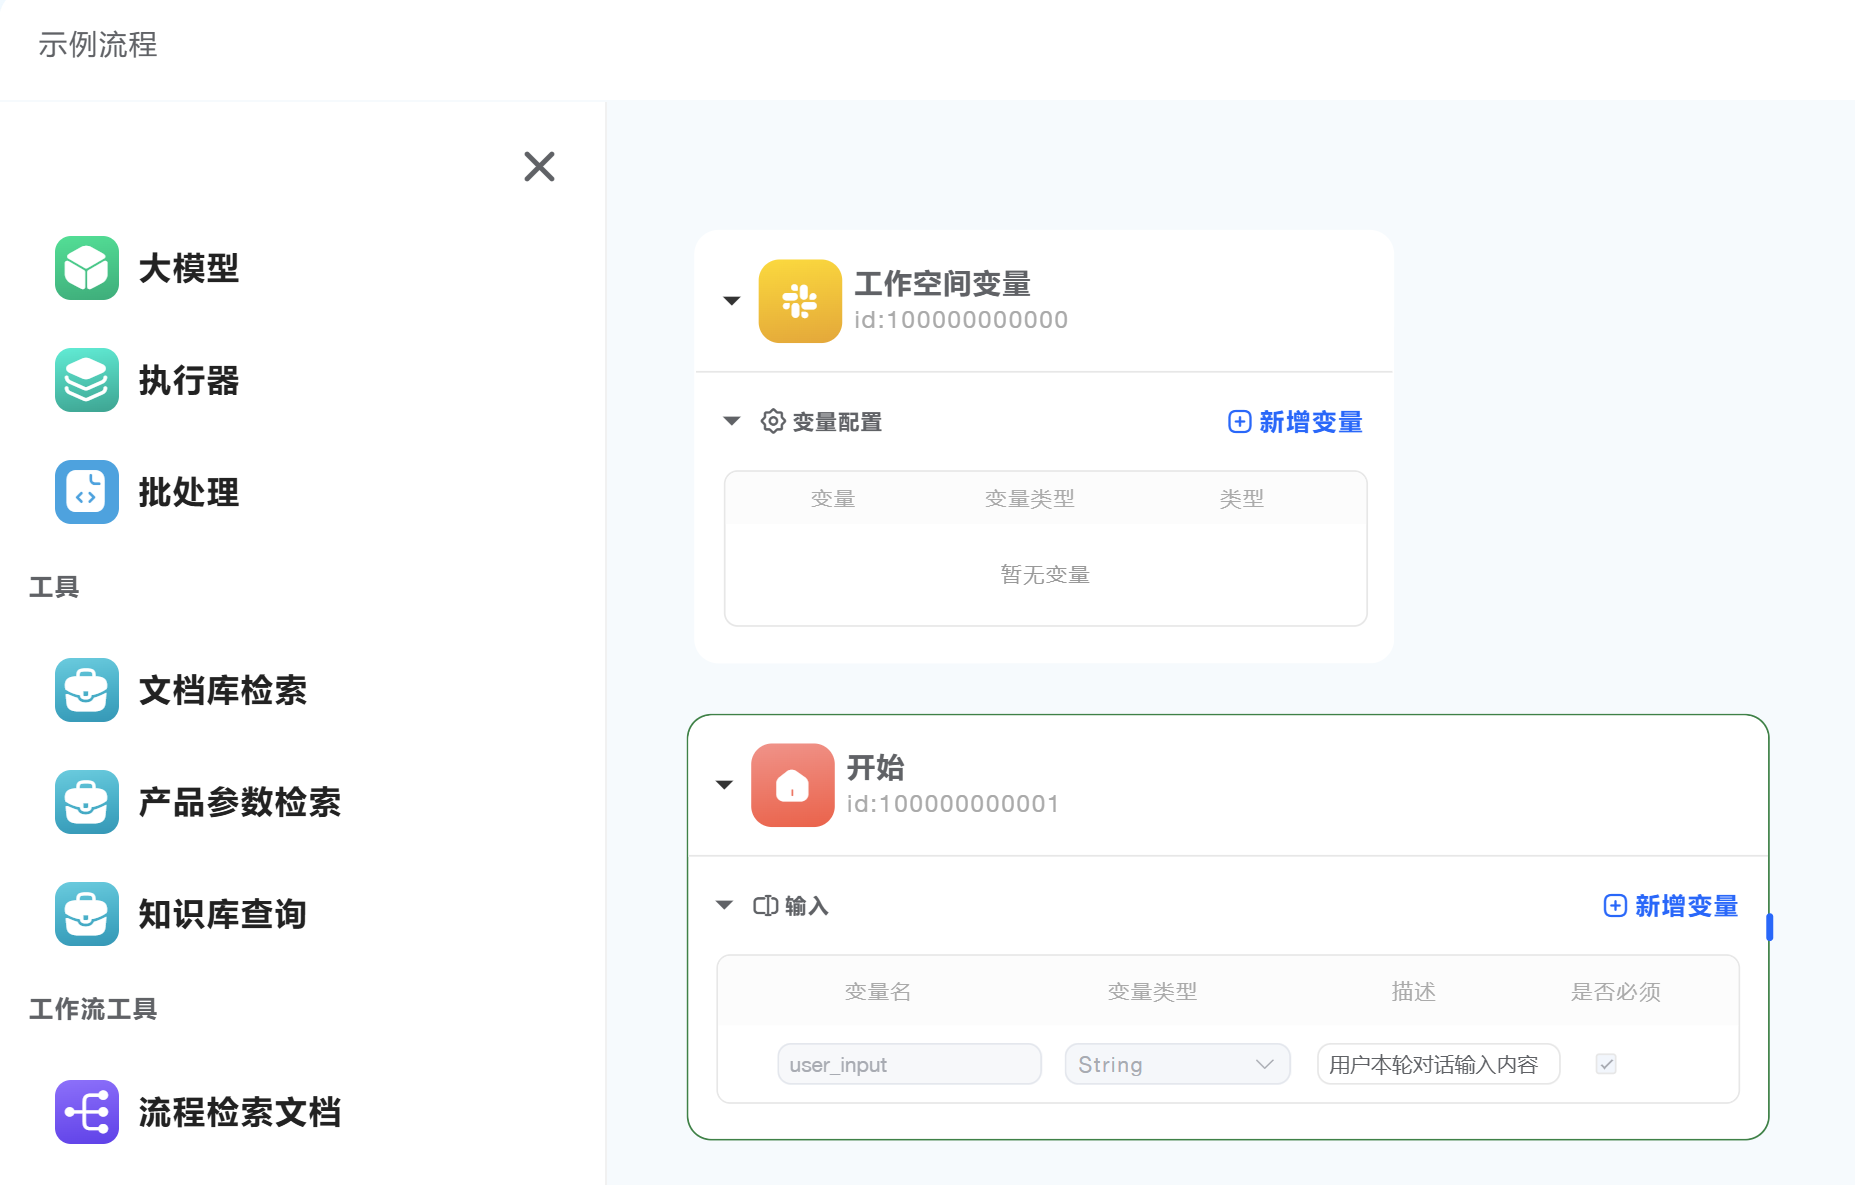 示例流程
大模型
执行器
批处理
工具
文档库检索
产品参数检索
知识库查询
工作流工具
流程检索文档
工作空间变量
id:100000000000
变量配置
新增变量
变量 变量类型 类型
暂无变量
开始
id:100000000001
输入
新增变量
变量名 变量类型 描述 是否必须
user_input String 用户本轮对话输入内容